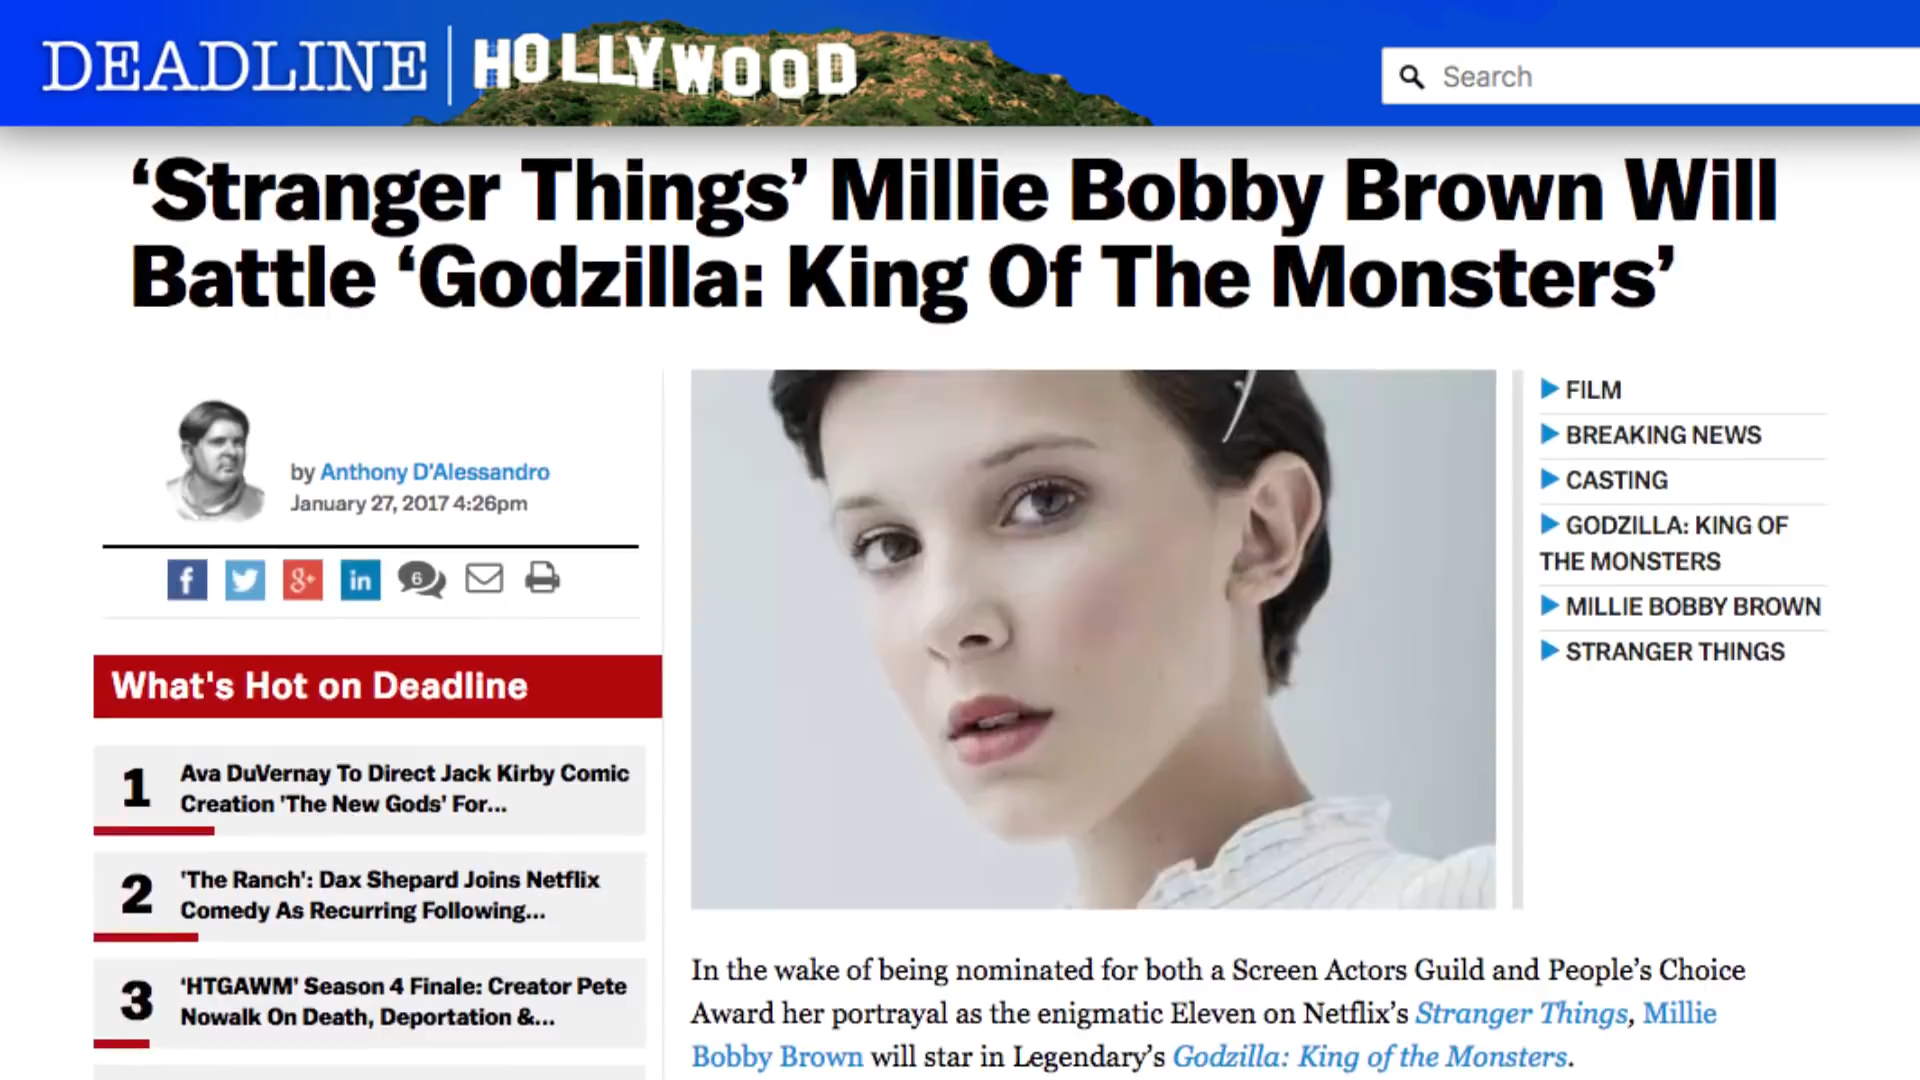 DEADLINE | HOLLYWOOD
Search
‘Stranger Things’ Millie Bobby Brown Will
Battle ‘Godzilla: King Of The Monsters’
by Anthony D'Alessandro
January 27, 2017 4:26pm
f
8+
in
6
What's Hot on Deadline
1
Ava DuVernay To Direct Jack Kirby Comic
Creation 'The New Gods' For...
2
'The Ranch': Dax Shepard Joins Netflix
Comedy As Recurring Following...
3
‘HTGAWM’ Season 4 Finale: Creator Pete
Nowalk On Death, Deportation &...
FILM
BREAKING NEWS
CASTING
GODZILLA: KING OF
THE MONSTERS
MILLIE BOBBY BROWN
STRANGER THINGS
In the wake of being nominated for both a Screen Actors Guild and People’s Choice
Award her portrayal as the enigmatic Eleven on Netflix’s Stranger Things, Millie
Bobby Brown will star in Legendary’s Godzilla: King of the Monsters.